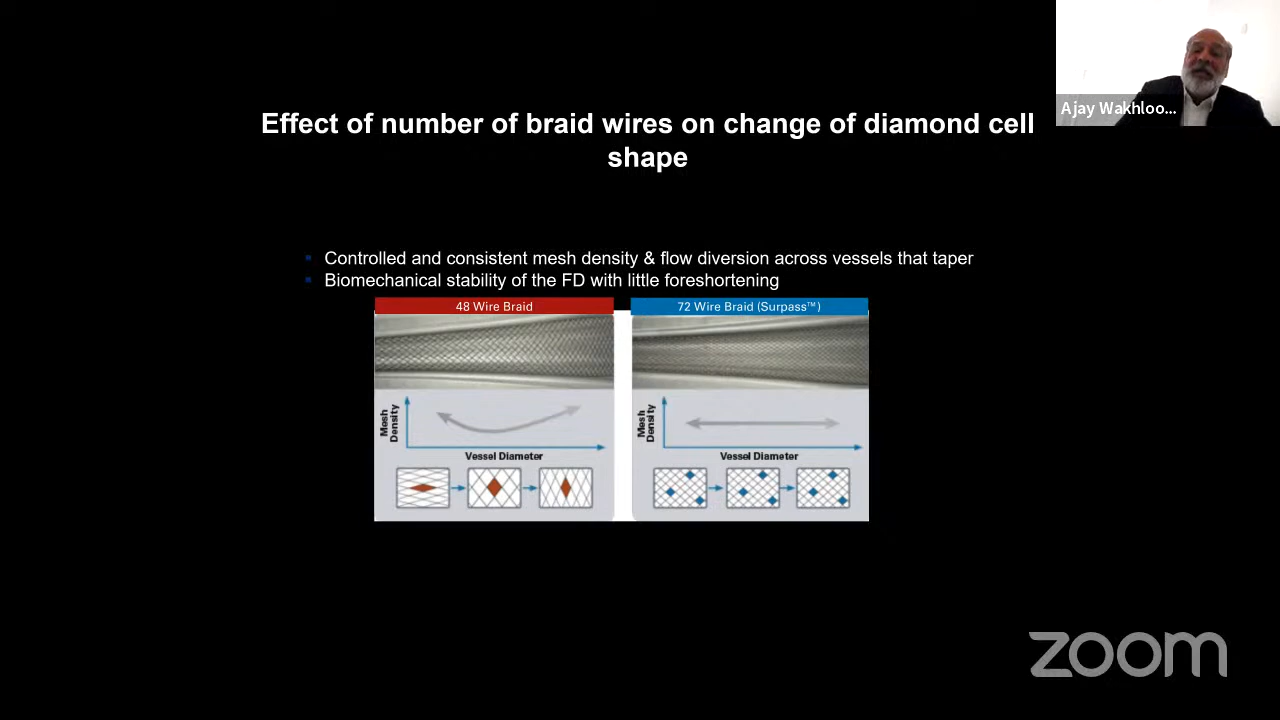 Ajay Wakhloo...
Effect of number of braid wires on change of diamond cell
shape
Controlled and consistent mesh density & flow diversion across vessels that taper
Biomechanical stability of the FD with little foreshortening
48 Wire Braid
72 Wire Braid (Surpass™)
Mesh
Density
Vessel Diameter
Mesh
Density
Vessel Diameter
zoom